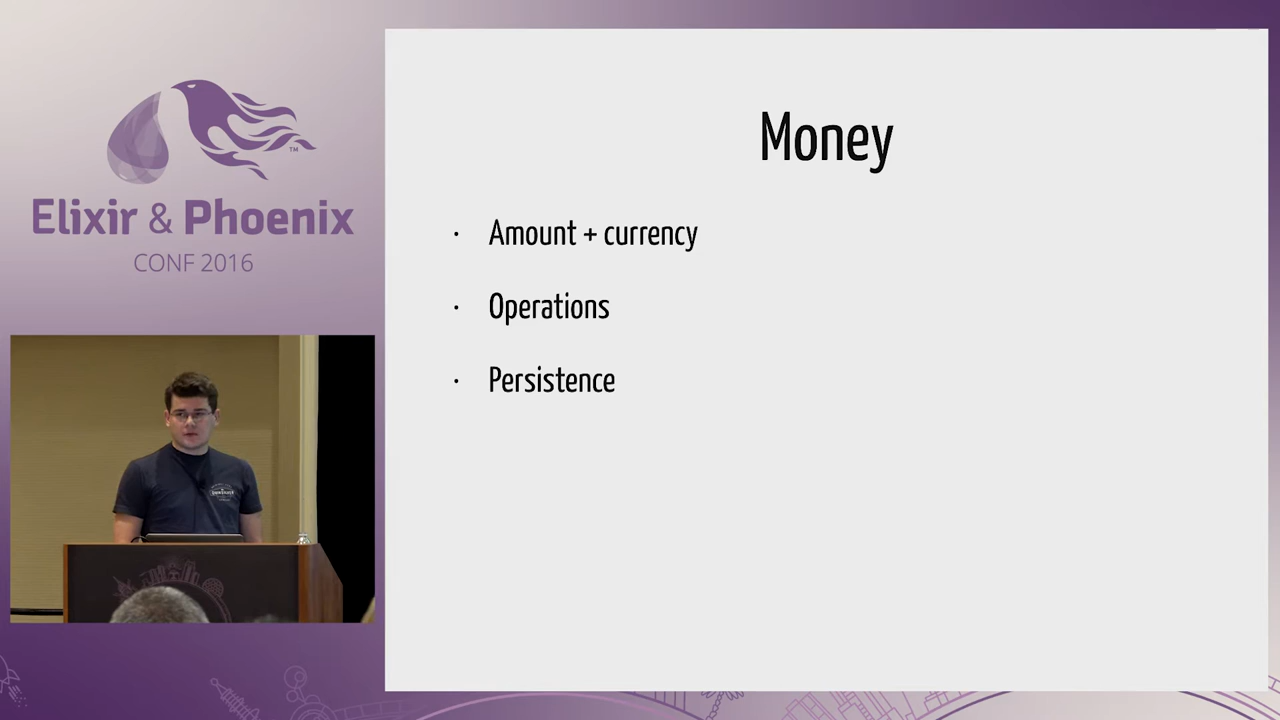 Elixir & Phoenix
CONF 2016
Money
· Amount + currency
· Operations
· Persistence